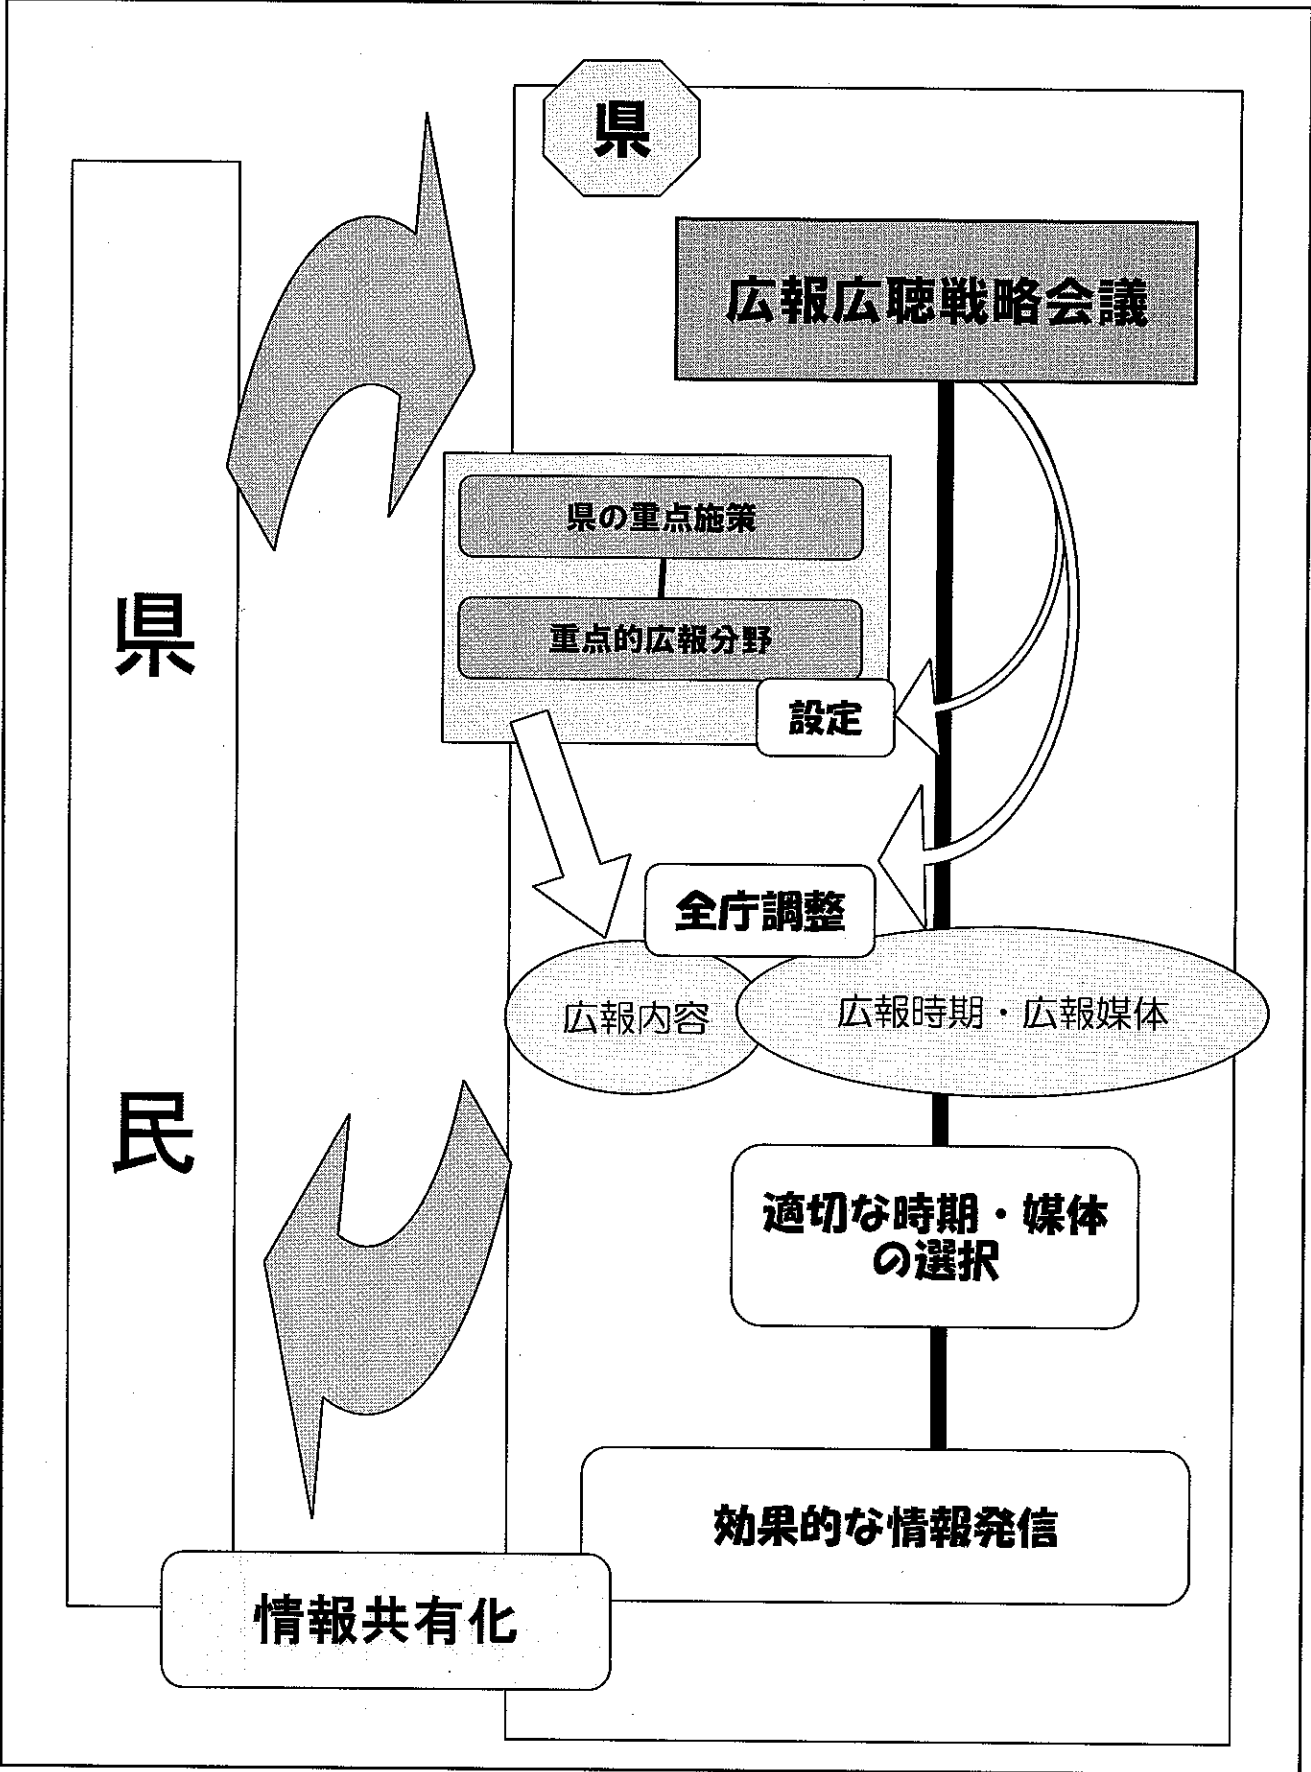 県
広報広聴戦略会議
県の重点施策
重点的広報分野
設定
県民
全庁調整
広報内容
広報時期・広報媒体
適切な時期・媒体
の選択
効果的な情報発信
情報共有化